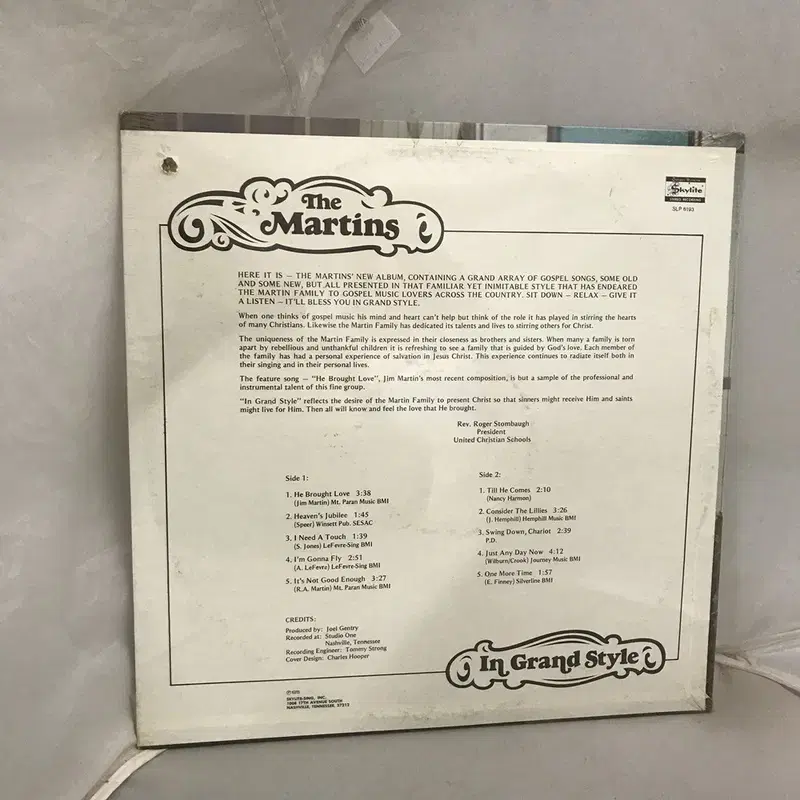 The
Martins
Skylite
SLP 6193
HERE IT IS — THE MARTINS' NEW ALBUM, CONTAINING A GRAND ARRAY OF GOSPEL SONGS, SOME OLD
AND SOME NEW, BUT ALL PRESENTED IN THAT FAMILIAR YET INIMITABLE STYLE THAT HAS ENDEARED
THE MARTIN FAMILY TO GOSPEL MUSIC LOVERS ACROSS THE COUNTRY. SIT DOWN — RELAX — GIVE IT
A LISTEN — IT'LL BLESS YOU IN GRAND STYLE.
When one thinks of gospel music his mind and heart can't help but think of the role it has played in stirring the hearts
of many Christians. Likewise the Martin Family has dedicated its talents and lives to stirring others for Christ.
The uniqueness of the Martin Family is expressed in their closeness as brothers and sisters. When many a family is torn
apart by rebellious and unthankful children it is refreshing to see a family that is guided by God's love. Each member of
the family has had a personal experience of salvation in Jesus Christ. This experience continues to radiate itself both in
their singing and in their personal lives.
The feature song — "He Brought Love", Jim Martin's most recent composition, is but a sample of the professional and
instrumental talent of this fine group.
"In Grand Style" reflects the desire of the Martin Family to present Christ so that sinners might receive Him and saints
might live for Him. Then all will know and feel the love that He brought.
Rev. Roger Stombaugh
President
United Christian Schools
Side 1:
1. He Brought Love 3:38
(Jim Martin) Mt. Paran Music BMI
2. Heaven's Jubilee 1:45
(Speer) Winsett Pub. SESAC
3. I Need A Touch 1:39
(S. Jones) LeFevre-Sing BMI
4. I'm Gonna Fly 2:51
(A. LeFevre) LeFevre-Sing BMI
5. It's Not Good Enough 3:27
(R.A. Martin) Mt. Paran Music BMI
Side 2:
1. Till He Comes 2:10
(Nancy Harmon)
2. Consider The Lillies 3:26
(J. Hemphill) Hemphill Music BMI
3. Swing Down, Chariot 2:39
P.D.
4. Just Any Day Now 4:12
(Wilburn/Crook) Journey Music BMI
5. One More Time 1:57
(E. Finney) Silverline BMI
CREDITS:
Produced by: Joel Gentry
Recorded at: Studio One
Nashville, Tennessee
Recording Engineer: Tommy Strong
Cover Design: Charles Hooper
In Grand Style
SKYLITE-SING, INC.
1008 17TH AVENUE SOUTH
NASHVILLE, TENNESSEE, 37212